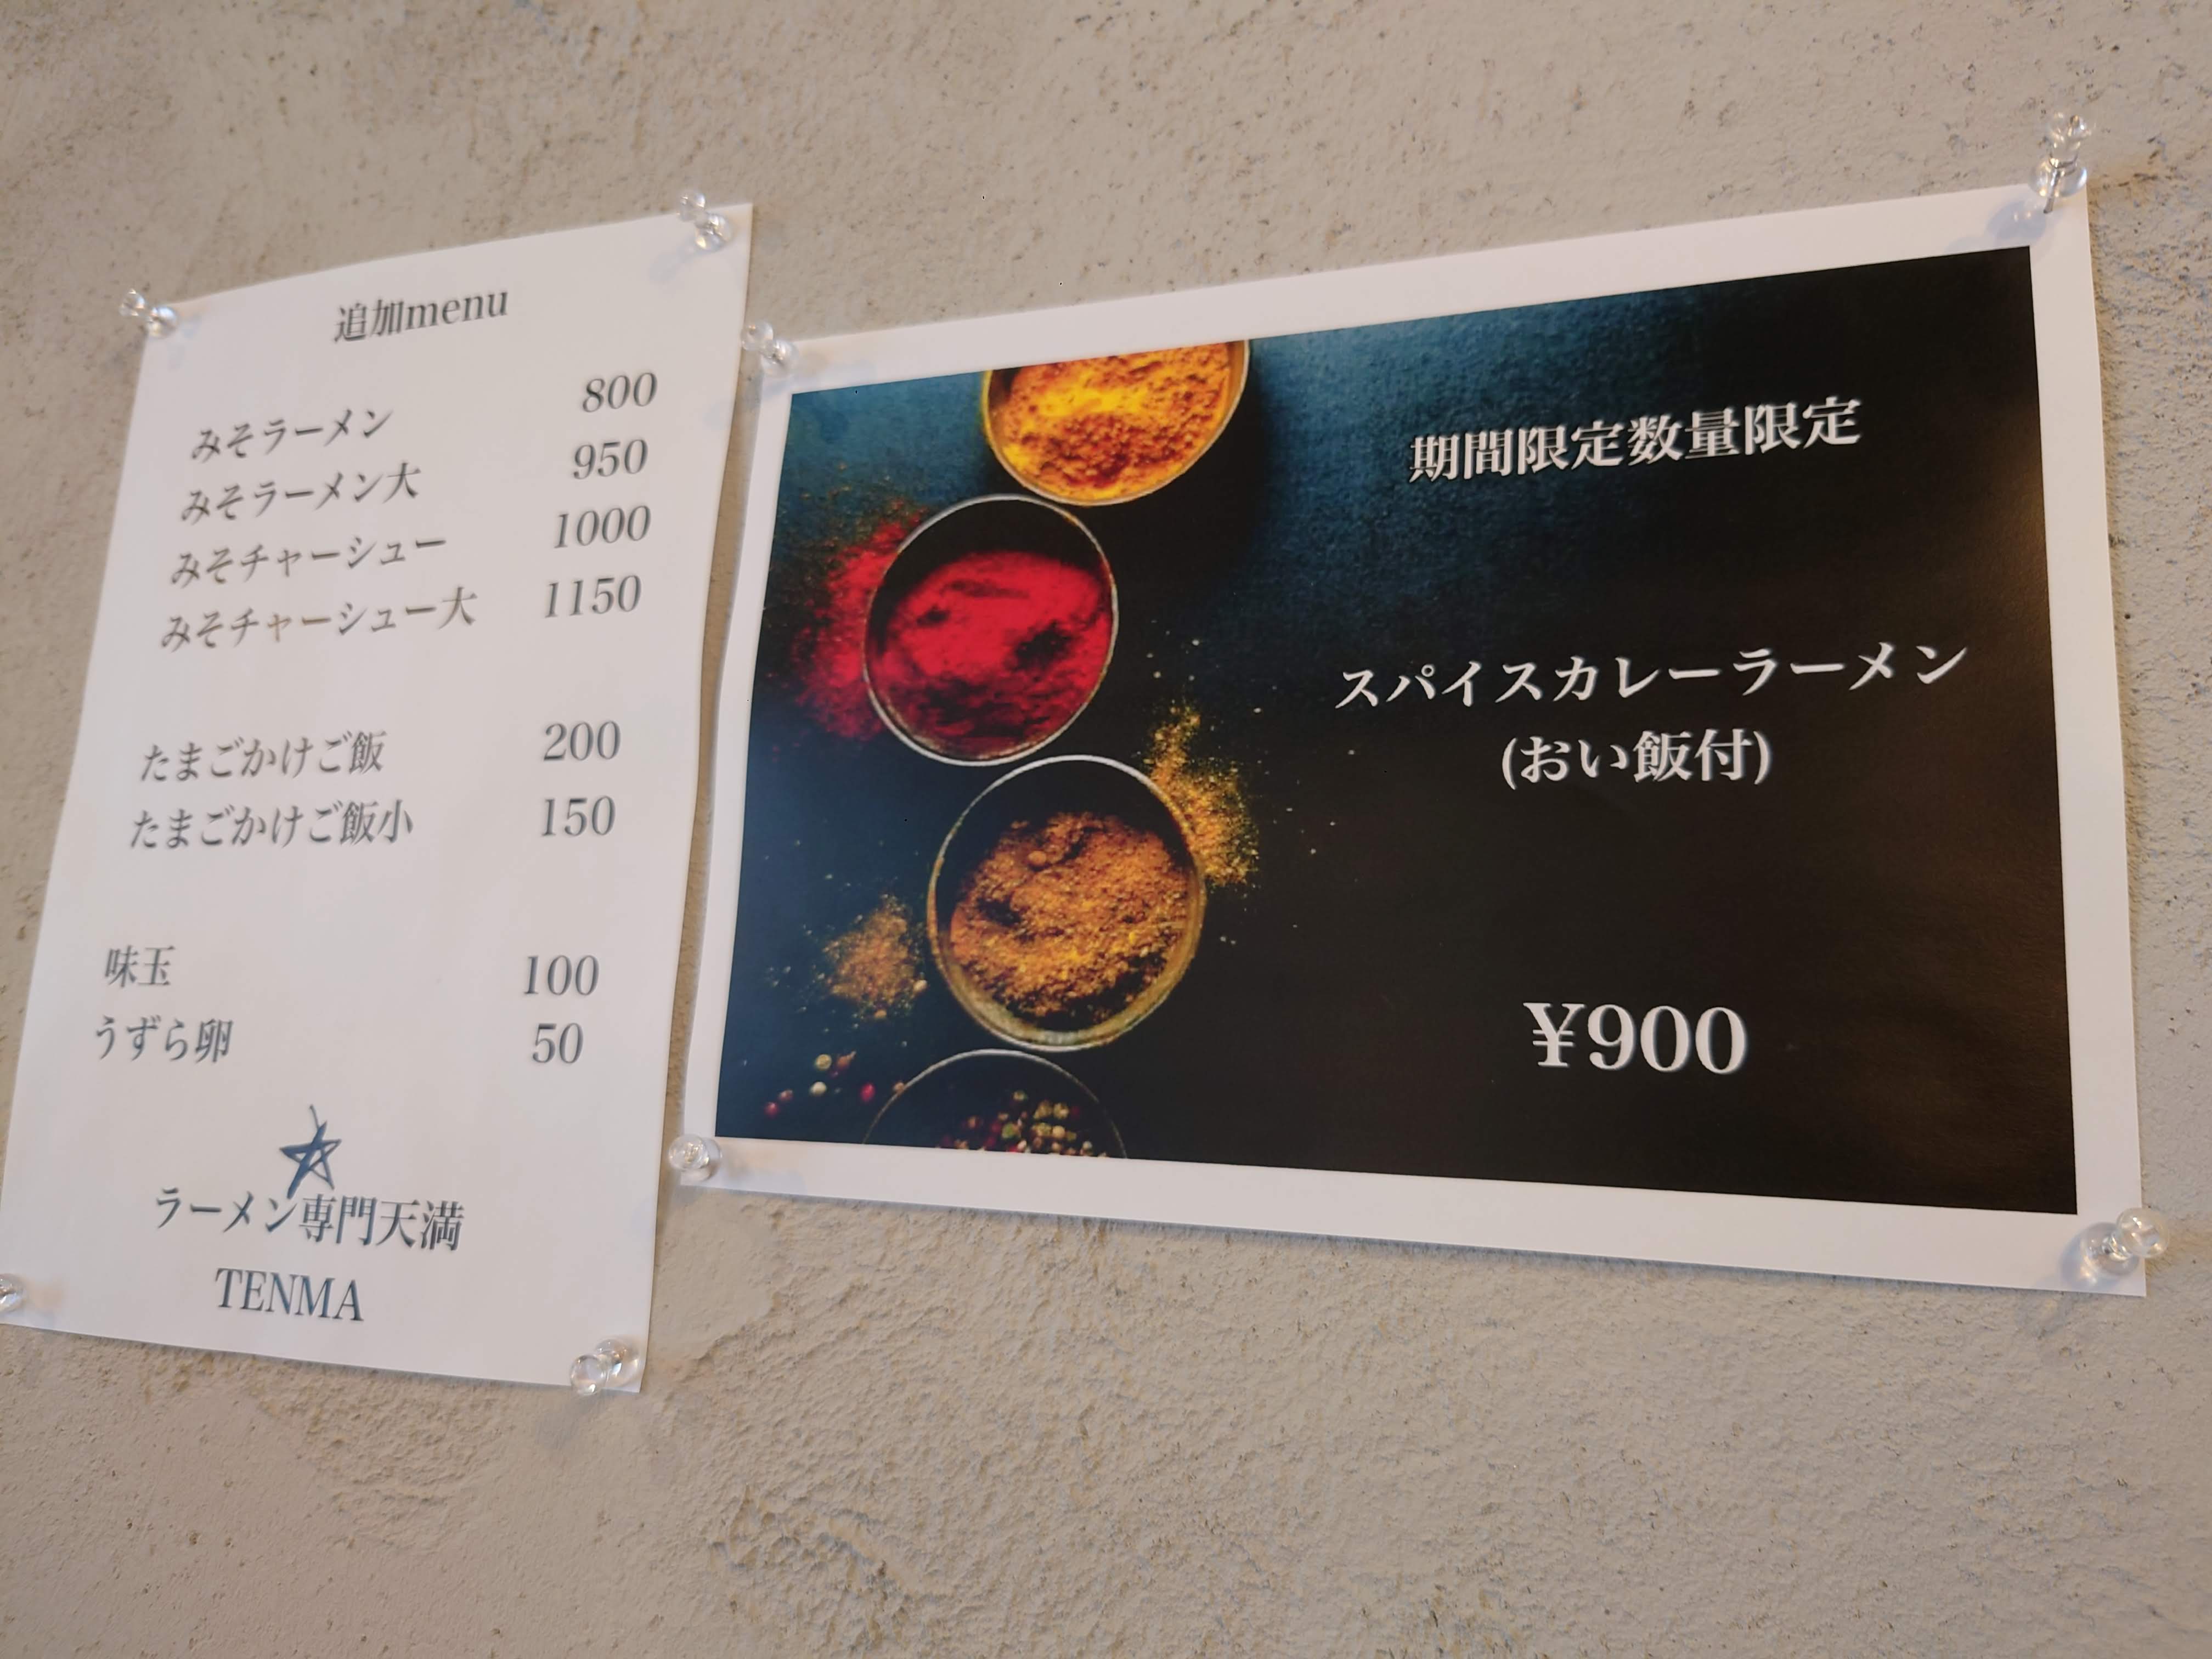 追加menu
みそラーメン 800
みそラーメン大 950
みそチャーシュー 1000
みそチャーシュー大 1150
たまごかけご飯 200
たまごかけご飯小 150
味玉 100
うずら卵 50
ラーメン専門天満
TENMA
期間限定数量限定
スパイスカレーラーメン
(おい飯付)
¥900